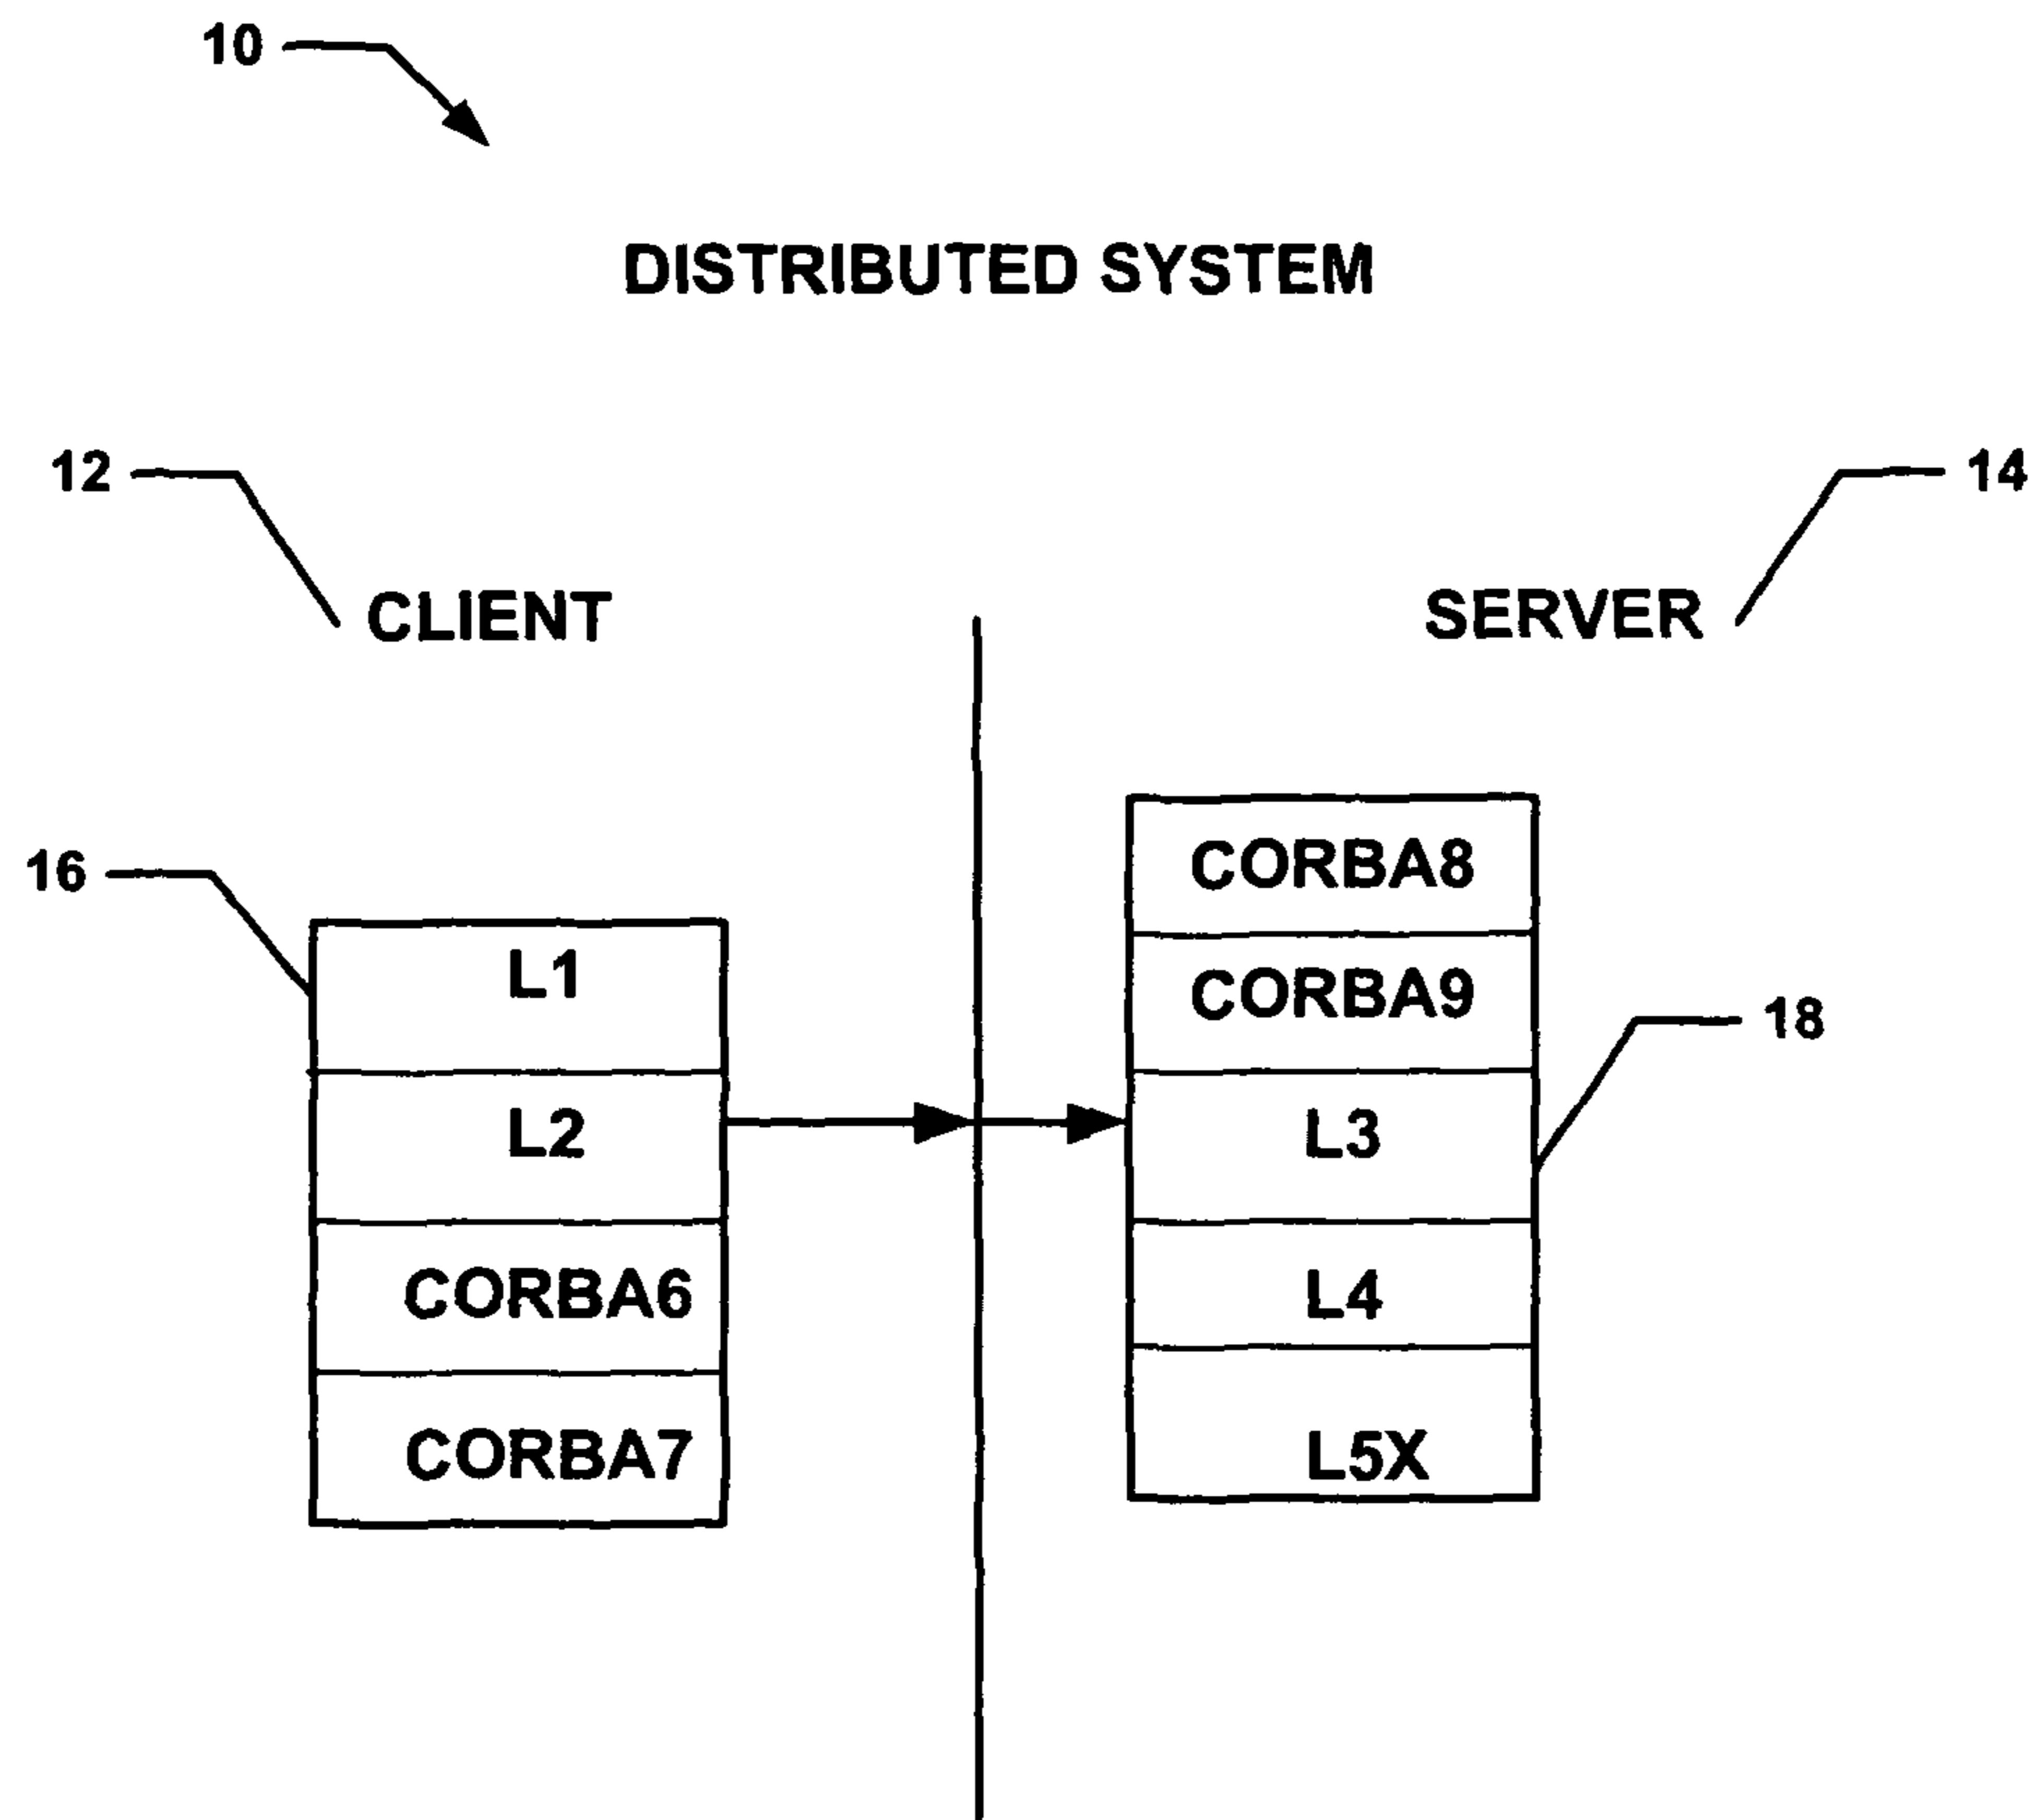 10
DISTRIBUTED SYSTEM
12
14
CLIENT
SERVER
16
L1
L2
CORBA6
CORBA7
CORBA8
CORBA9
L3
L4
L5X
18